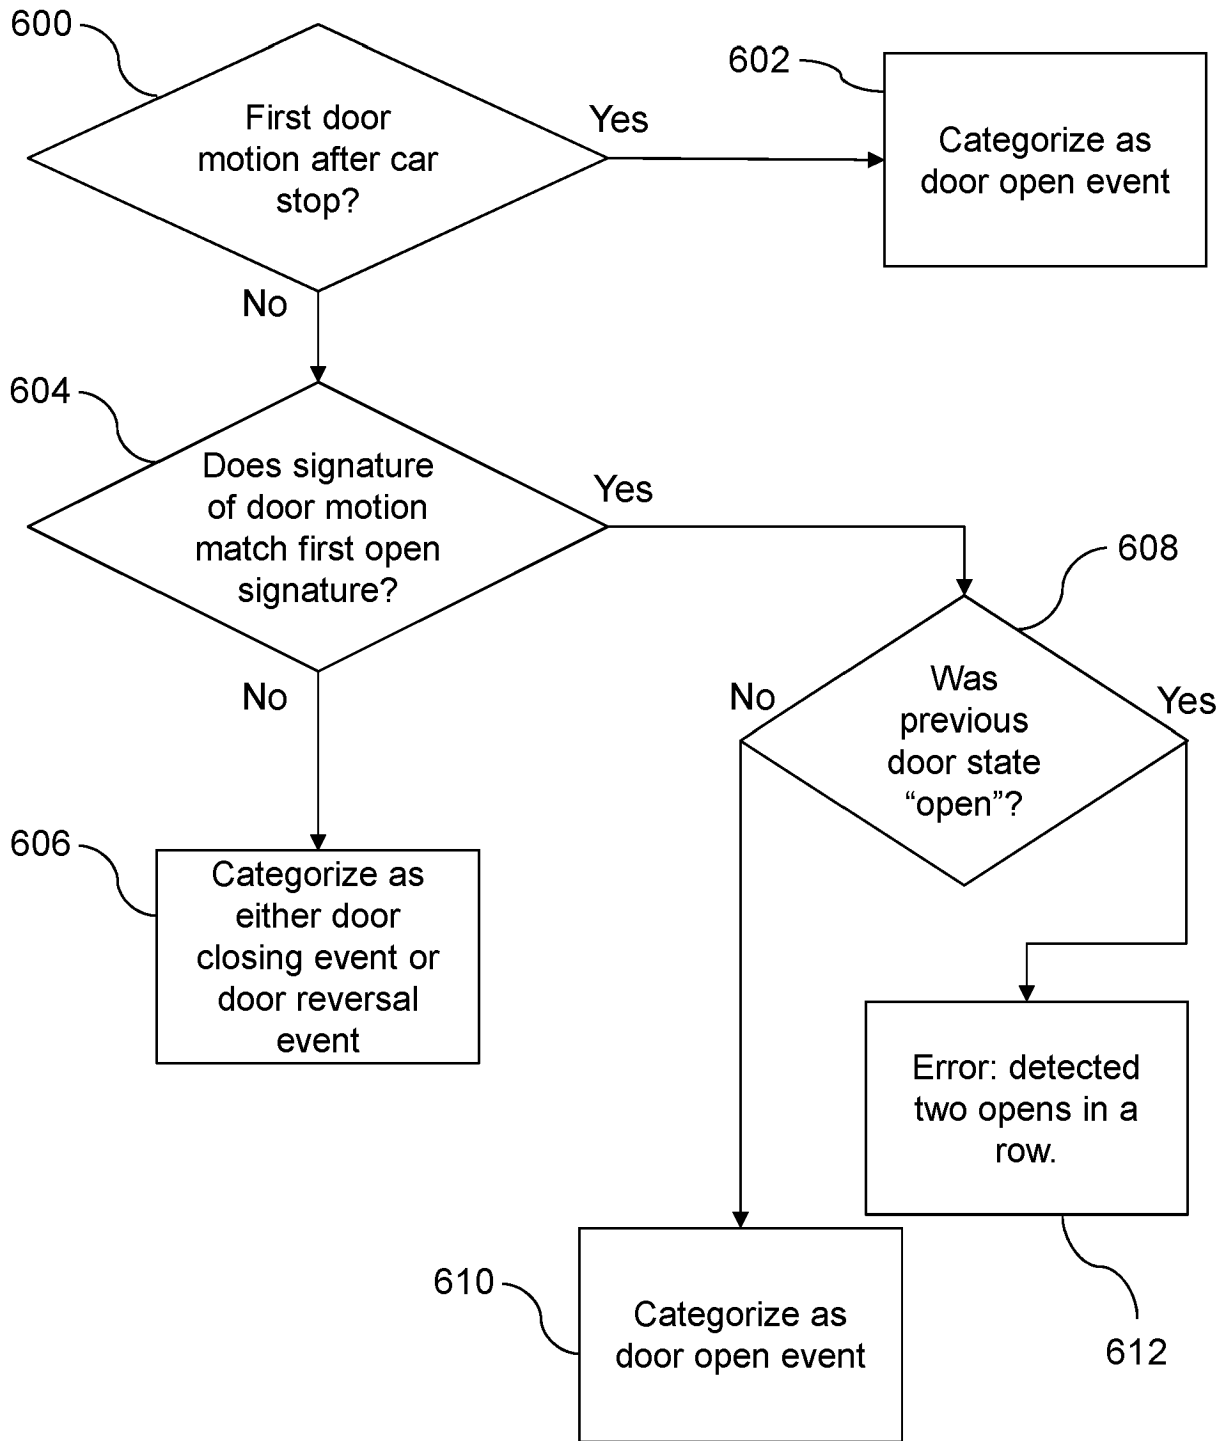 600
First door
motion after car
stop?
Yes
602
Categorize as
door open event
No
604
Does signature
of door motion
match first open
signature?
Yes
608
Was
previous
door state
“open”?
No
Yes
No
606
Categorize as
either door
closing event or
door reversal
event
Error: detected
two opens in a
row.
612
610
Categorize as
door open event